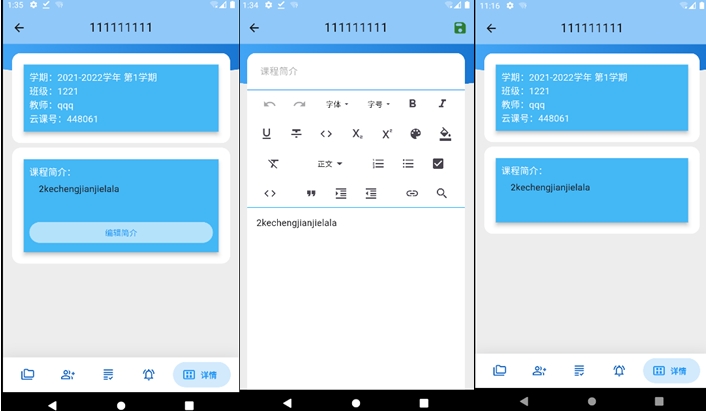 1:35
111111111
学期：2021-2022学年 第1学期
班级：1221
教师：qqq
云课号：448061
课程简介：
2kechengjianjielala
编辑简介
详情
1:34
111111111
课程简介
字体
字号
B
I
U
S
<>
X
X
正文
<>
2kechengjianjielala
11:16
111111111
学期：2021-2022学年 第1学期
班级：1221
教师：qqq
云课号：448061
课程简介：
2kechengjianjielala
详情